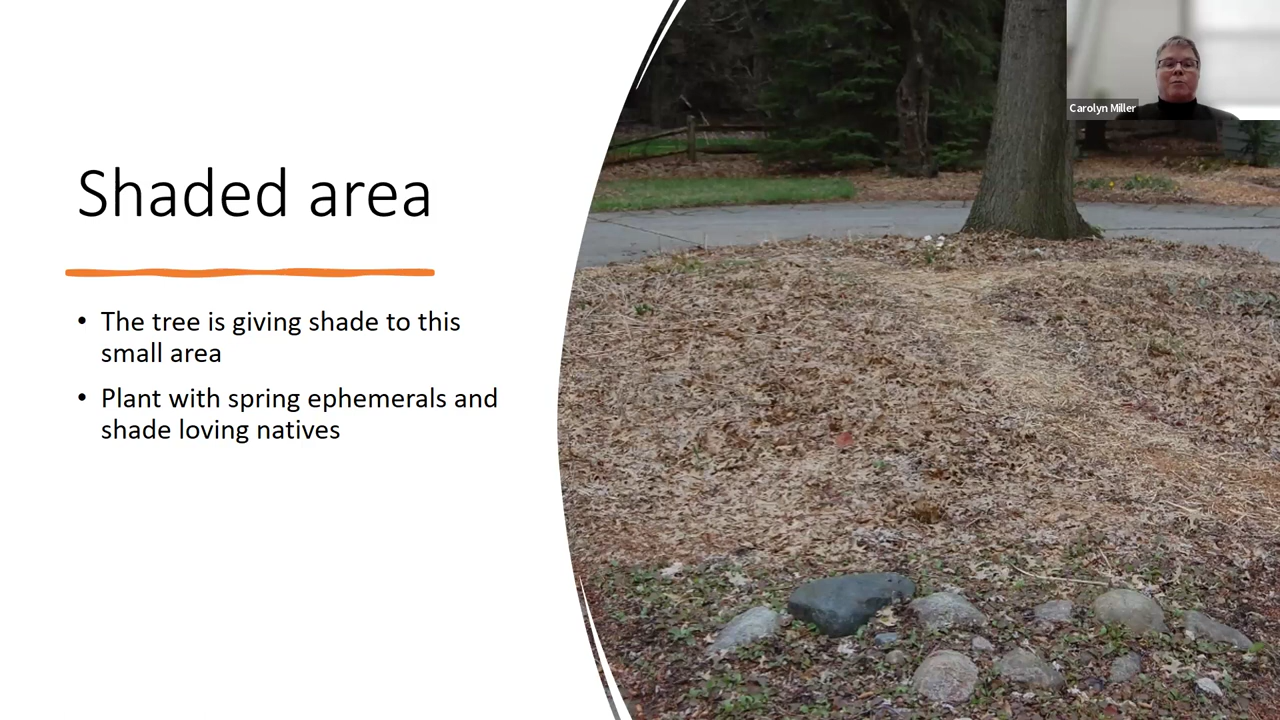 Carolyn Miller
Shaded area
• The tree is giving shade to this
small area
• Plant with spring ephemerals and
shade loving natives